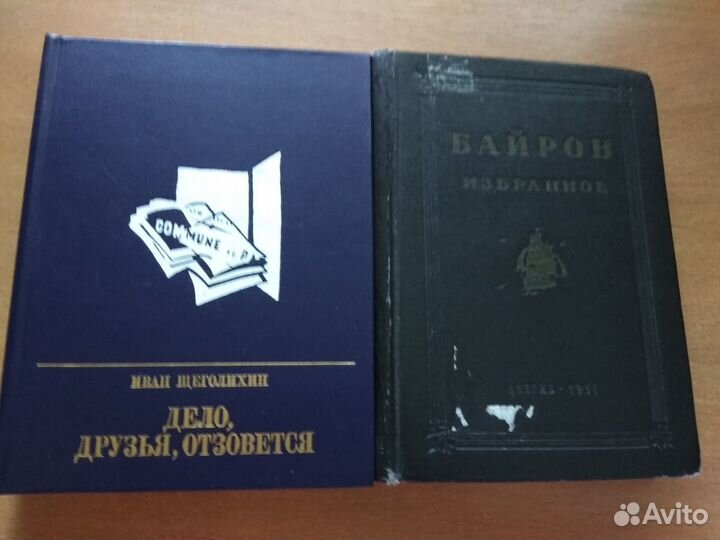 COMMUNE
ИВАН ЩЕГОЛИХИН
ДЕЛО,
ДРУЗЬЯ, ОТЗОВЕТСЯ
БАЙРОН
ИЗБРАННОЕ
Avito